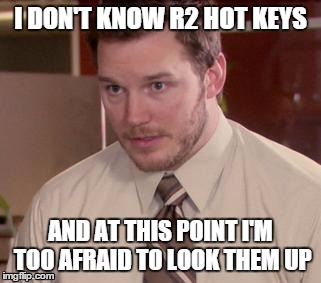 I DON'T KNOW R2 HOT KEYS
AND AT THIS POINT I'M
TOO AFRAID TO LOOK THEM UP
imgflip.com